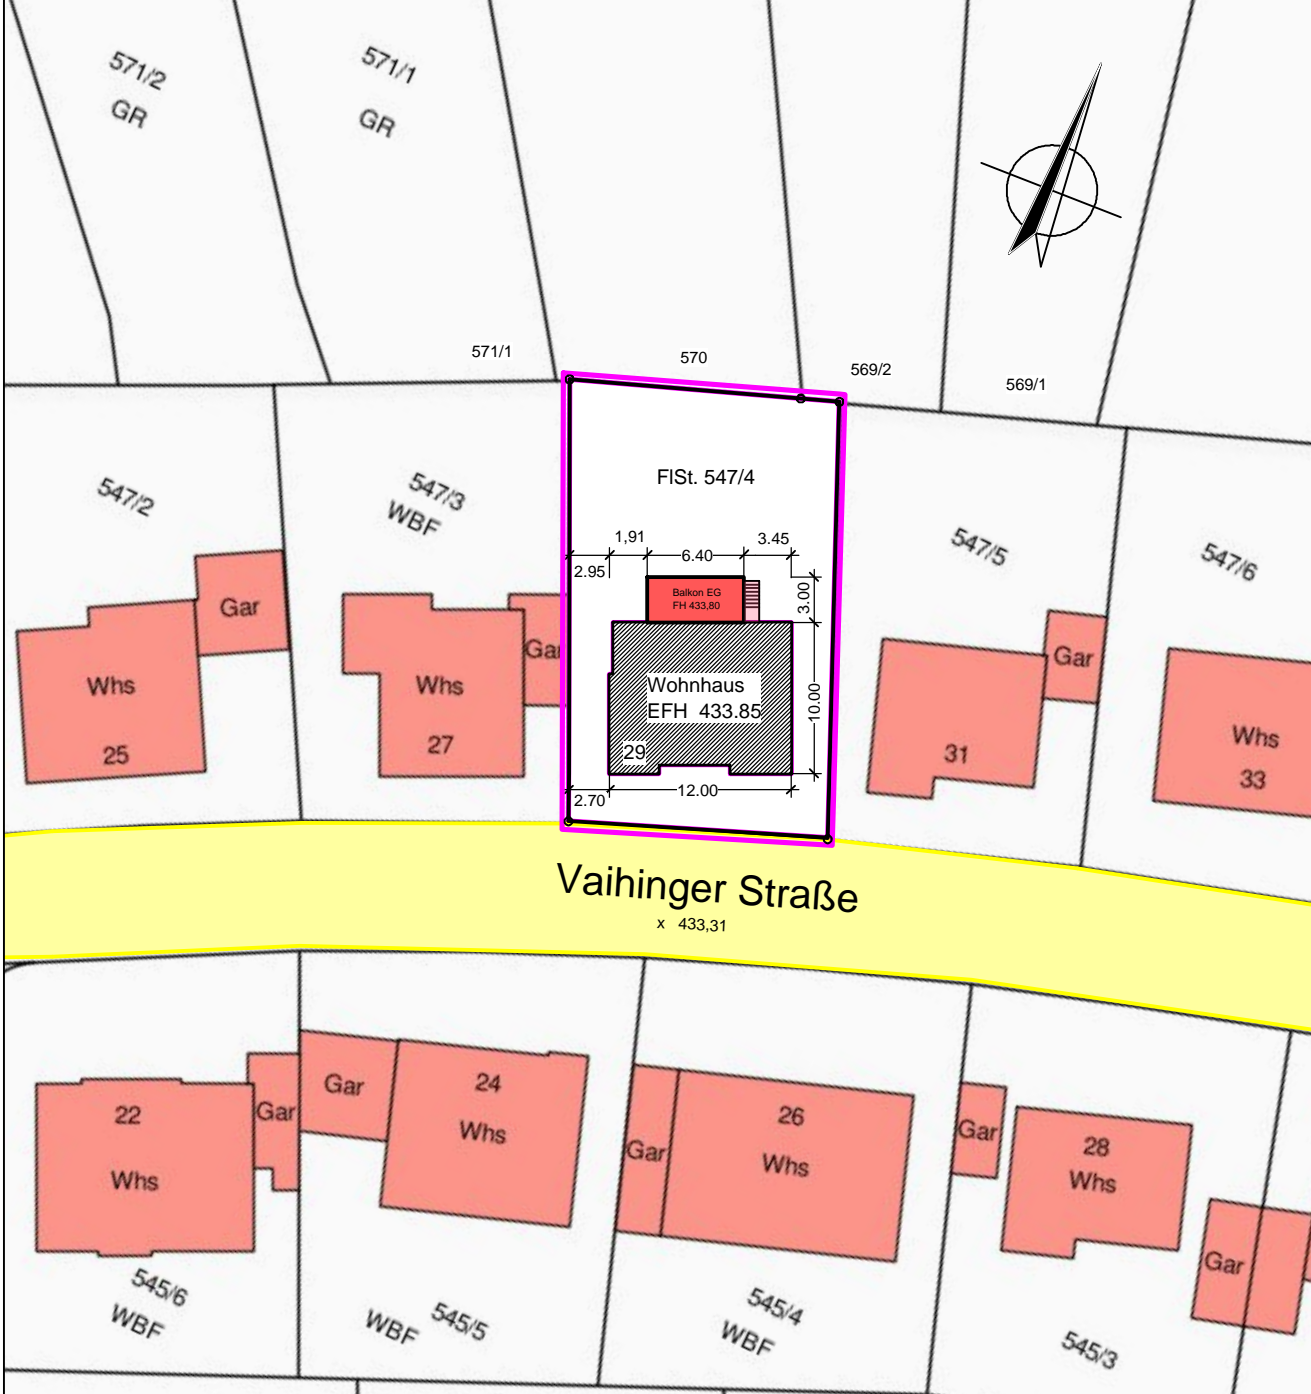 571/2
GR
571/1
GR
571/1
570
569/2
569/1
547/2
547/3
WBF
FlSt. 547/4
547/5
547/6
1,91
6.40
3.45
2.95
3.00
Balkon EG
FH 433,80
Gar
Whs
25
Whs
27
Gar
Wohnhaus
EFH 433.85
29
10.00
12.00
2.70
31
Gar
Whs
33
Vaihinger Straße
x 433,31
22
Whs
Gar
Gar
24
Whs
Gar
26
Whs
Gar
28
Whs
Gar
545/6
WBF
WBF
545/5
545/4
WBF
545/3